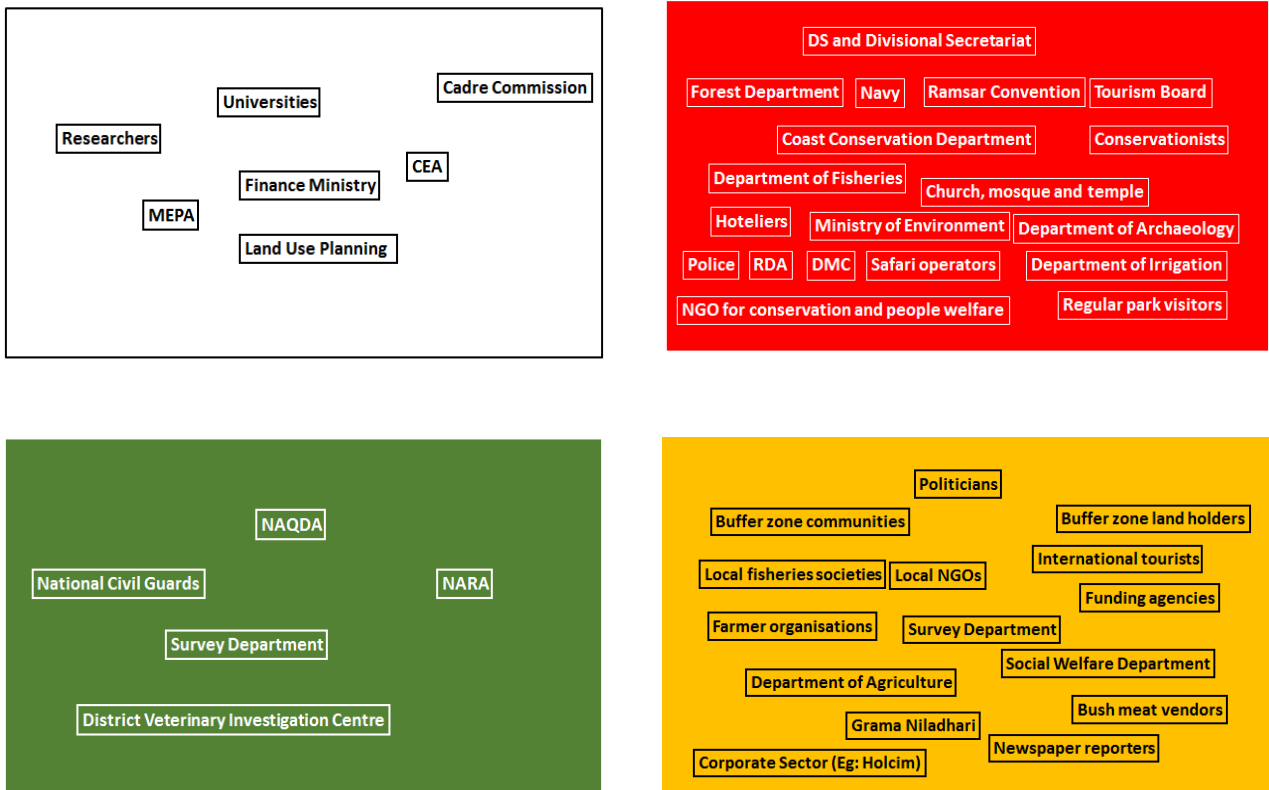 Cadre Commission
Universities
Researchers
CEA
Finance Ministry
MEPA
Land Use Planning
DS and Divisional Secretariat
Forest Department
Navy
Ramsar Convention
Tourism Board
Coast Conservation Department
Conservationists
Department of Fisheries
Church, mosque and temple
Hoteliers
Ministry of Environment
Department of Archaeology
Police
RDA
DMC
Safari operators
Department of Irrigation
NGO for conservation and people welfare
Regular park visitors
NAQDA
National Civil Guards
NARA
Survey Department
District Veterinary Investigation Centre
Politicians
Buffer zone communities
Buffer zone land holders
International tourists
Local fisheries societies
Local NGOs
Funding agencies
Farmer organisations
Survey Department
Social Welfare Department
Department of Agriculture
Bush meat vendors
Grama Niladhari
Newspaper reporters
Corporate Sector (Eg: Holcim)